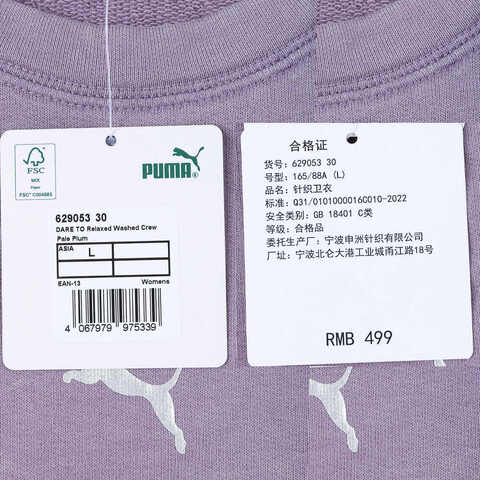 FSC
MIX
Paper
FSC® C004883
PUMA
629053 30
DARE TO Relaxed Washed Crew
Pale Plum
ASIA
L
EAN-13 Womens
4 067979 975339
合格证
货号: 629053 30
号型: 165/88A (L)
品名: 针织卫衣
标准: Q31/0101000016C010-2022
安全类别: GB 18401 C类
等级: 合格品
委托生产厂: 宁波申洲针织有限公司
厂址: 宁波北仑大港工业城甬江路18号
RMB 499